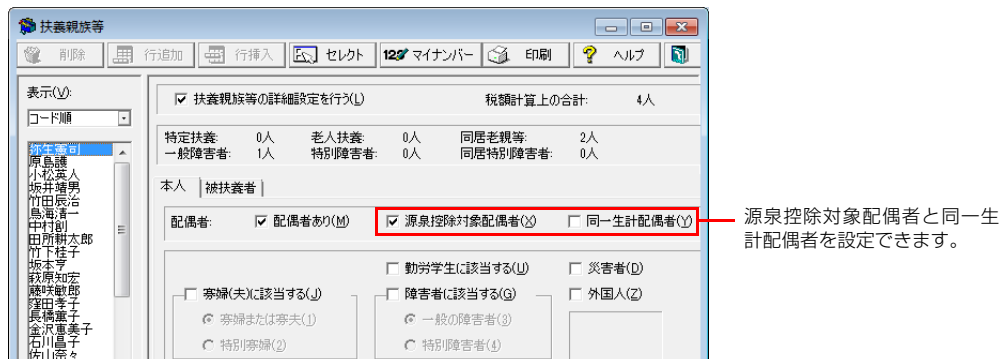 扶養親族等
削除 行追加 行挿入 セレクト 123 マイナンバー 印刷 ヘルプ
表示(V):
コード順
弥生憲司
原島護
小松英人
坂井靖男
竹田辰治
鳥海清一
中村創
田所耕太郎
竹下桂子
坂本亨
萩原知宏
藤咲敏郎
窪田孝子
長橋薫子
金沢恵美子
石川昌子
佐山奈々
扶養親族等の詳細設定を行う(L) 税額計算上の合計: 4人
特定扶養: 0人 老人扶養: 0人 同居老親等: 2人
一般障害者: 1人 特別障害者: 0人 同居特別障害者: 0人
本人 被扶養者
配偶者: 配偶者あり(M) 源泉控除対象配偶者(X) 同一生計配偶者(Y)
勤労学生に該当する(U) 災害者(D)
寡婦(夫)に該当する(J) 障害者に該当する(G) 外国人(Z)
寡婦または寡夫(1) 一般の障害者(3)
特別寡婦(2) 特別障害者(4)
源泉控除対象配偶者と同一生
計配偶者を設定できます。